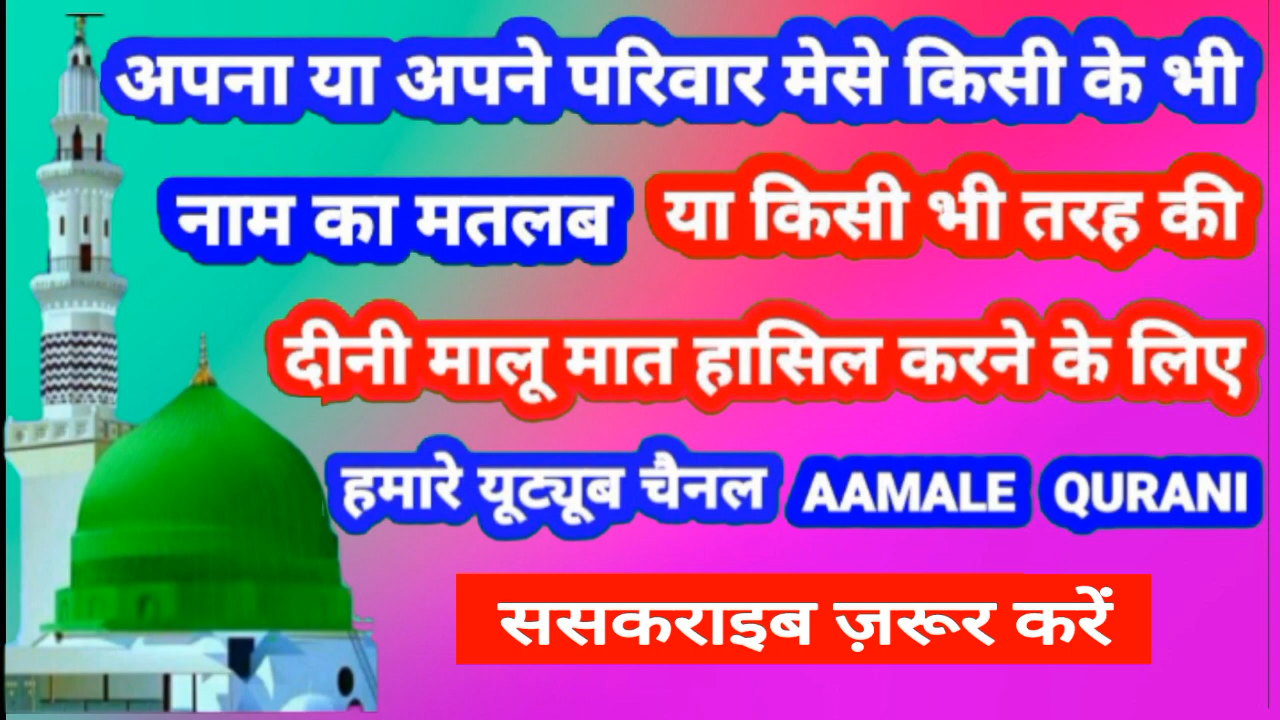 अपना या अपने परिवार मेसे किसी के भी
नाम का मतलब या किसी भी तरह की
दीनी मालू मात हासिल करने के लिए
हमारे यूट्यूब चैनल AAMALE QURANI
ससकराइब ज़रूर करें